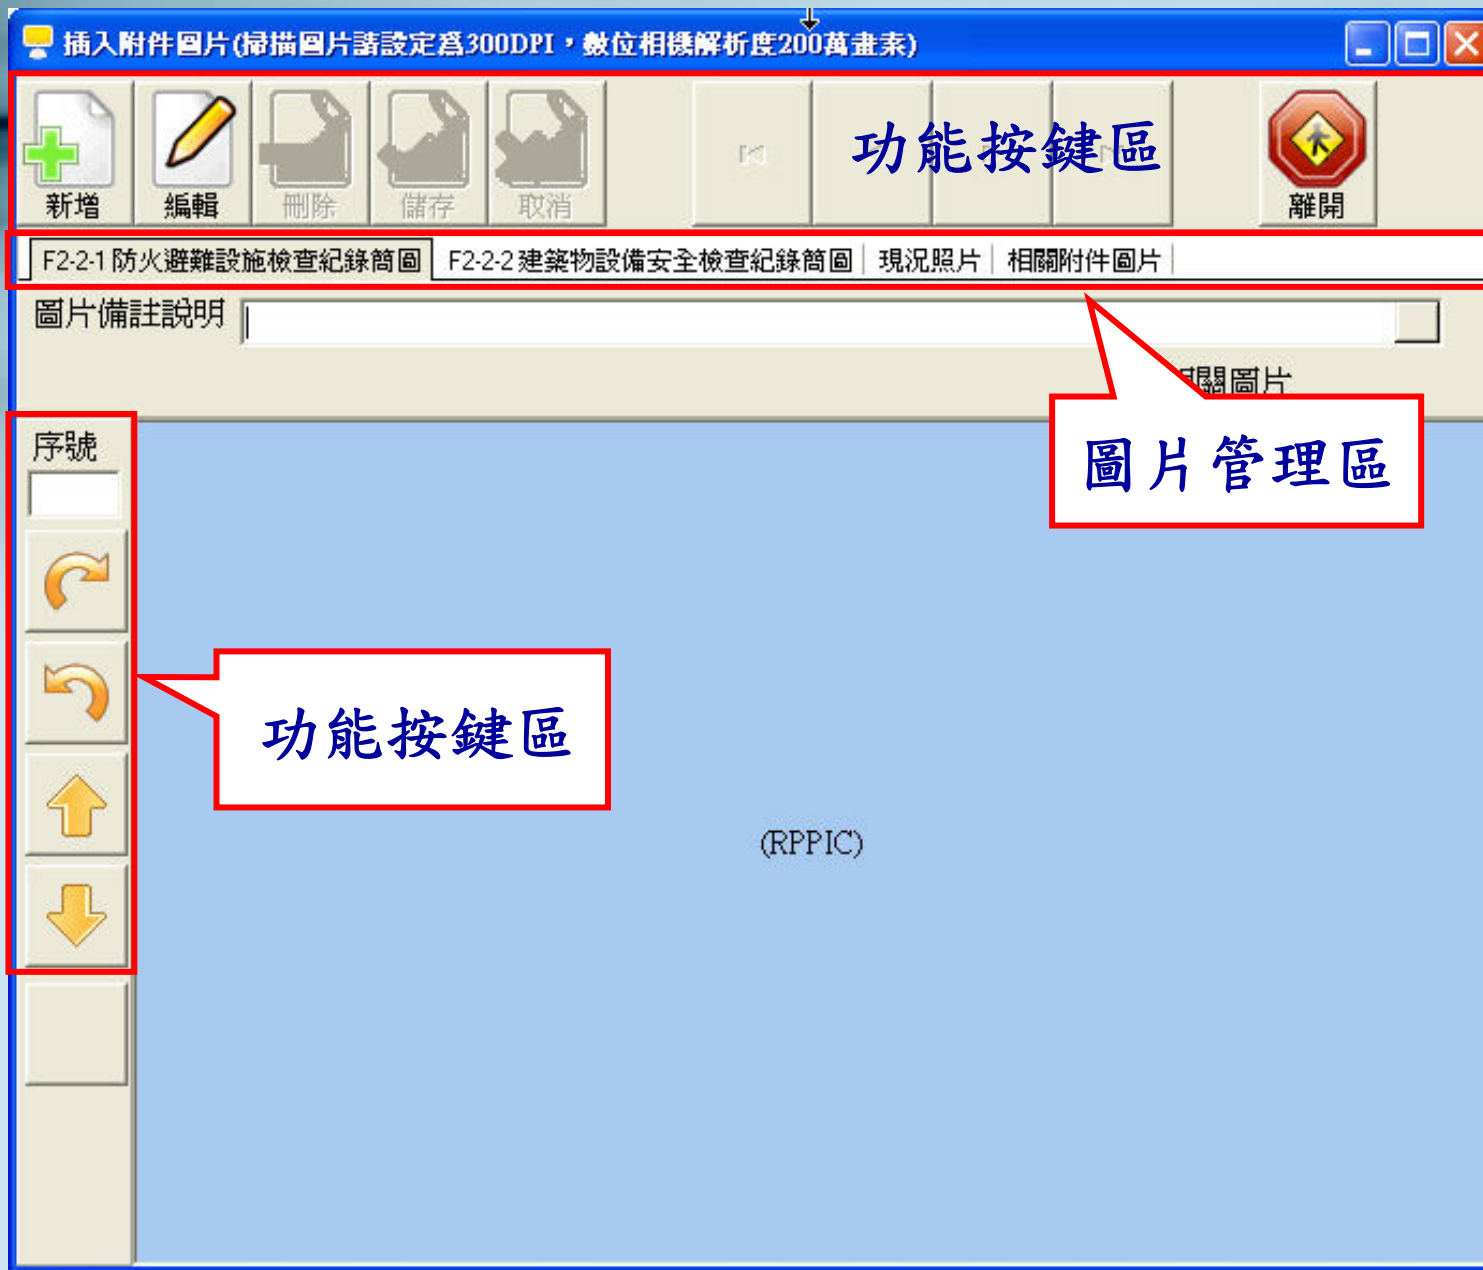 插入附件圖片(掃描圖片請設定為300DPI，數位相機解析度200萬畫素)
新增 編輯 刪除 儲存 取消 功能按鍵區 離開
F2-2-1 防火避難設施檢查紀錄簡圖 F2-2-2 建築物設備安全檢查紀錄簡圖 現況照片 相關附件圖片
圖片備註說明
關圖片
圖片管理區
序號
功能按鍵區
(RPPIC)